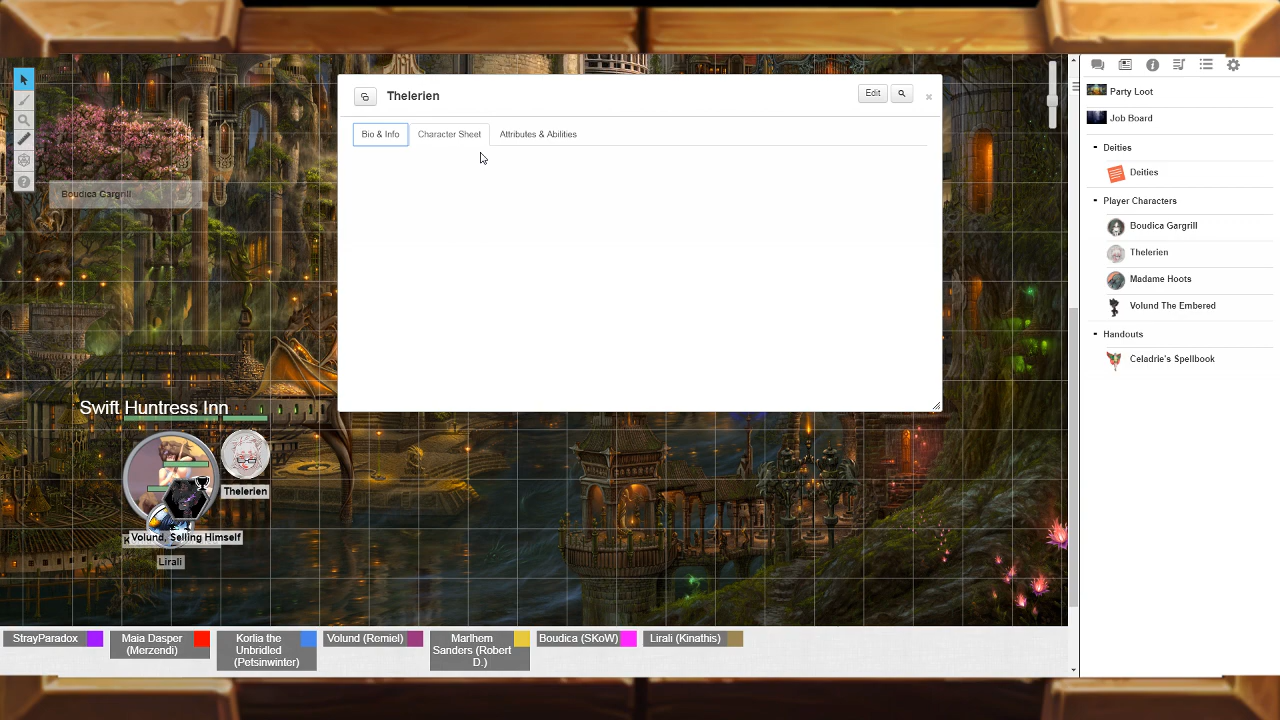 Thelerien
Edit
Bio & Info
Character Sheet
Attributes & Abilities
Boudica Gargrill
Swift Huntress Inn
Thelerien
Volund, Selling Himself
Lirali
Party Loot
Job Board
Deities
Deities
Player Characters
Boudica Gargrill
Thelerien
Madame Hoots
Volund The Embered
Handouts
Celadrie's Spellbook
StrayParadox
Maia Dasper
(Merzendi)
Korlia the
Unbridled
(Petsinwinter)
Volund (Remiel)
Marlhem
Sanders (Robert
D.)
Boudica (SKoW)
Lirali (Kinathis)